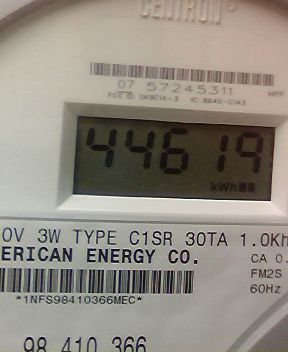 CENTRON®
07 57245311
HPP
44619
kWh
0V 3W TYPE C1SR 30TA 1.0Kh
ERICAN ENERGY CO.
CA 0.
FM2S
60Hz
*1NFS98410366MEC*
98 410 366